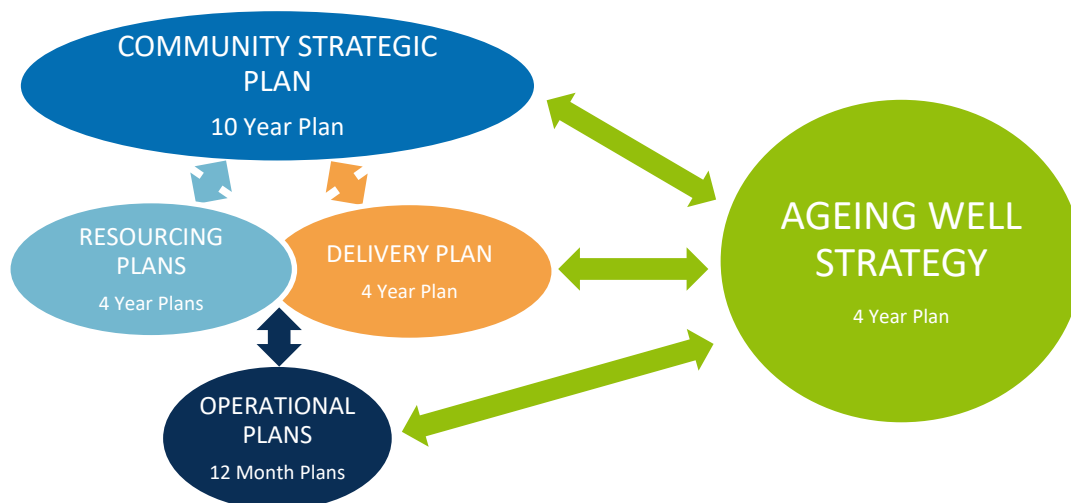 COMMUNITY STRATEGIC
PLAN
10 Year Plan
RESOURCING
PLANS
4 Year Plans
DELIVERY PLAN
4 Year Plan
OPERATIONAL
PLANS
12 Month Plans
AGEING WELL
STRATEGY
4 Year Plan